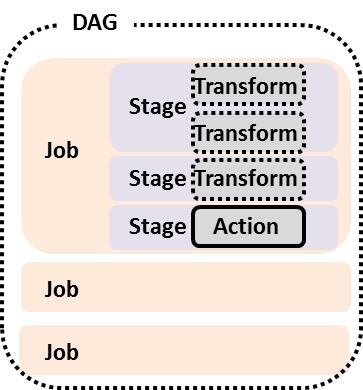 DAG
Transform
Stage
Transform
Job
Stage Transform
Stage Action
Job
Job